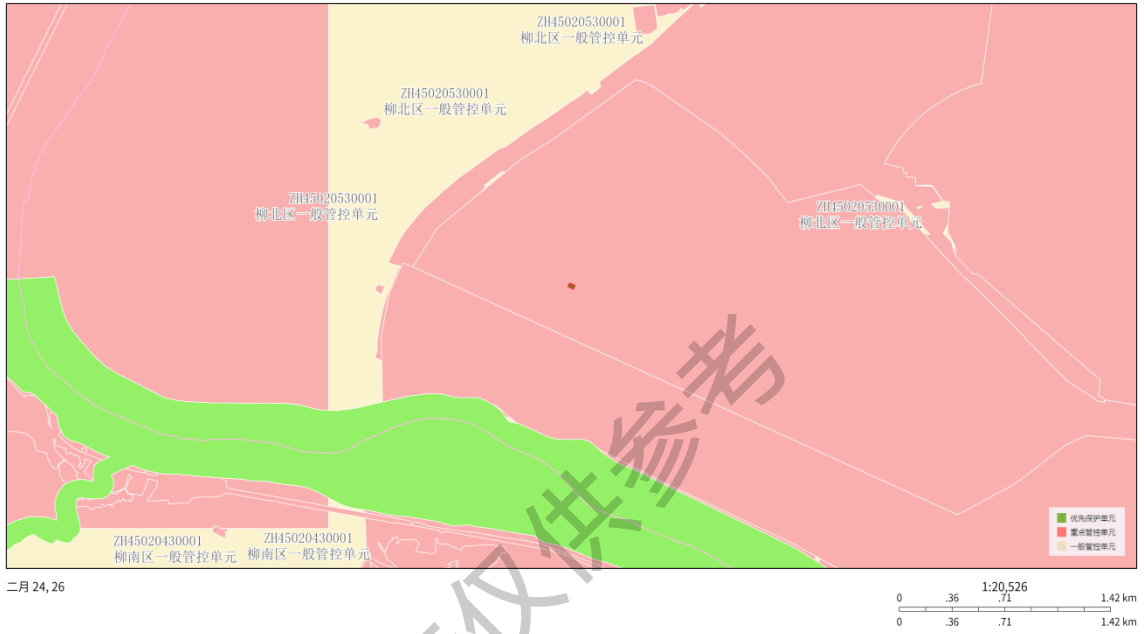 ZH45020530001
柳北区一般管控单元
ZH45020530001
柳北区一般管控单元
ZH45020530001
柳北区一般管控单元
ZH45020530001
柳北区一般管控单元
ZH45020430001
柳南区一般管控单元
ZH45020430001
柳南区一般管控单元
优先保护单元
重点管控单元
一般管控单元
二月 24, 26
1:20,526
0 .36 .71 1.42 km
0 .36 .71 1.42 km
仅供参考